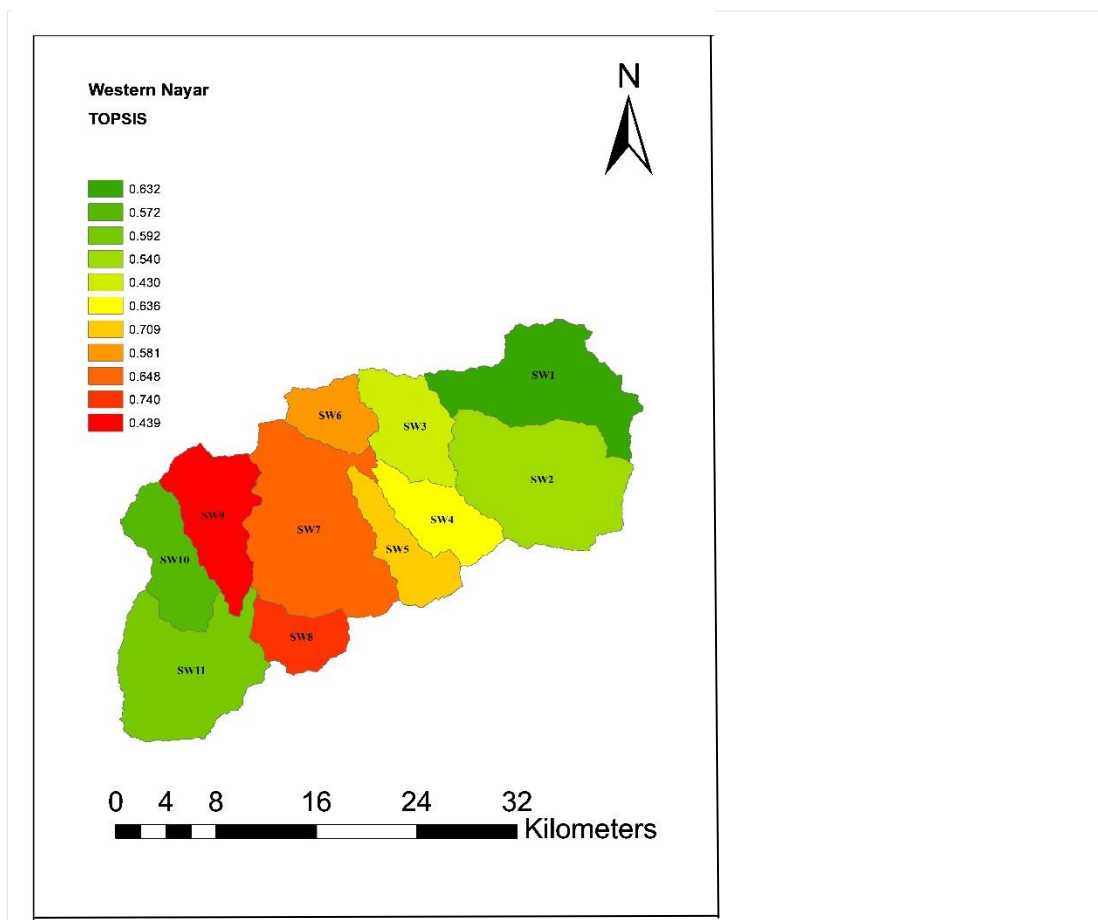 Western Nayar
TOPSIS
N
0.632
0.572
0.592
0.540
0.430
0.636
0.709
0.581
0.648
0.740
0.439
SW1
SW6
SW3
SW2
SW9
SW7
SW4
SW5
SW10
SW8
SW11
0 4 8 16 24 32
Kilometers